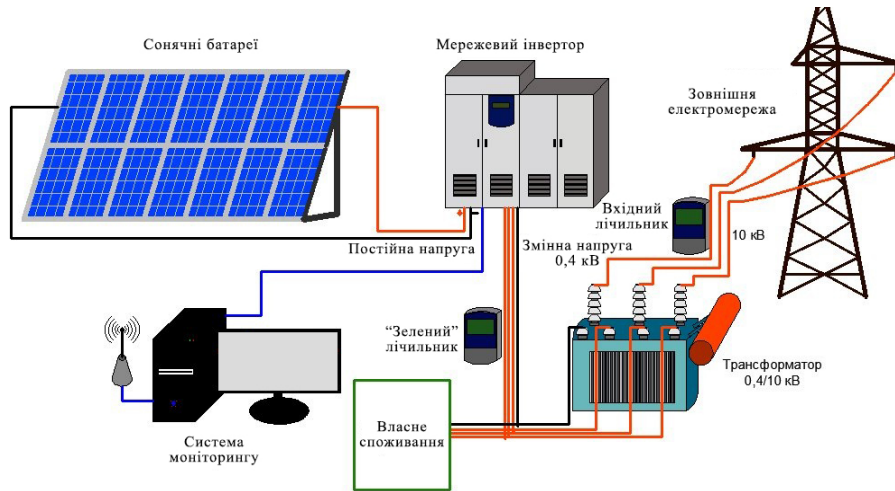 Сонячні батареї
Мережевий інвертор
Зовнішня
електромережа
Вхідний
лічильник
10 кВ
Постійна напруга
Змінна напруга
0,4 кВ
“Зелений”
лічильник
Трансформатор
0,4/10 кВ
Власне
споживання
Система
моніторингу